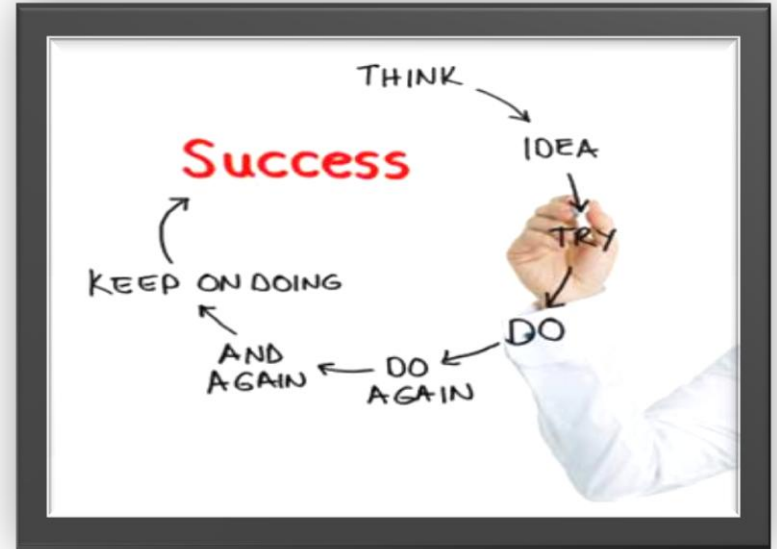 THINK
IDEA
TRY
DO
DO
AGAIN
AND
AGAIN
KEEP ON DOING
Success